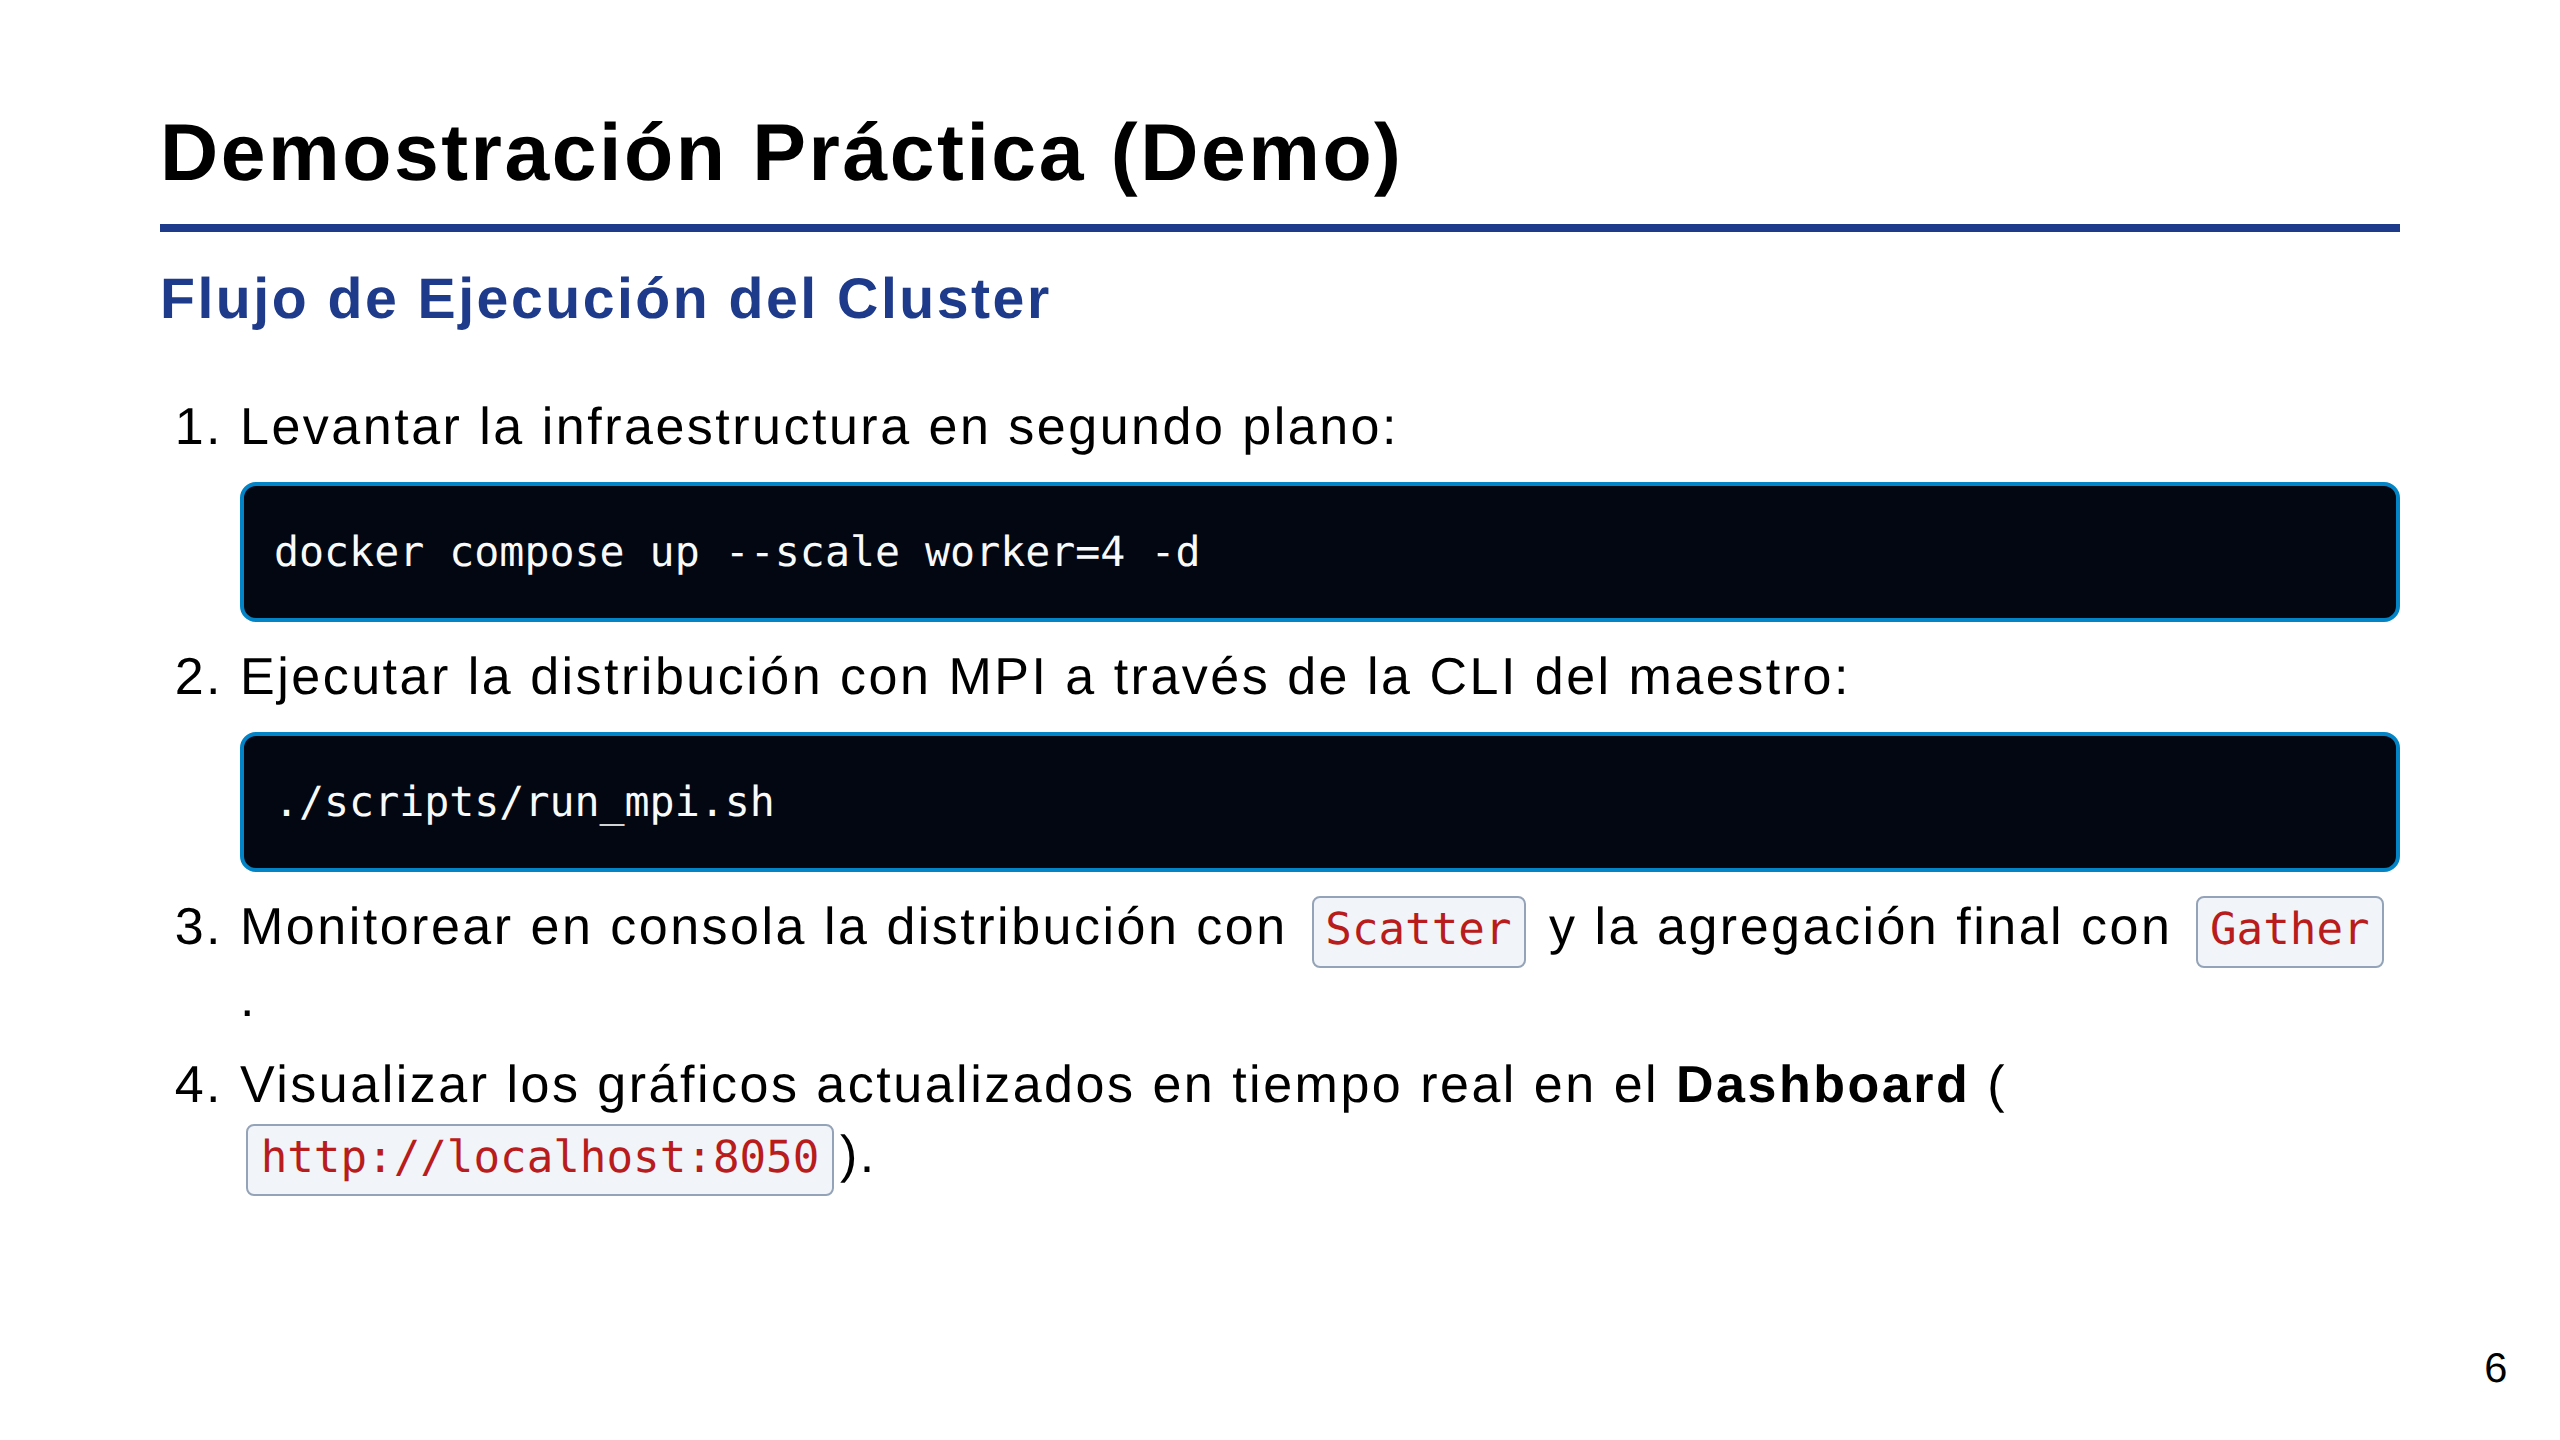 Demostración Práctica (Demo)
Flujo de Ejecución del Cluster
1. Levantar la infraestructura en segundo plano:
docker compose up --scale worker=4 -d
2. Ejecutar la distribución con MPI a través de la CLI del maestro:
./scripts/run_mpi.sh
3. Monitorear en consola la distribución con Scatter y la agregación final con Gather
.
4. Visualizar los gráficos actualizados en tiempo real en el Dashboard (
http://localhost:8050).
6